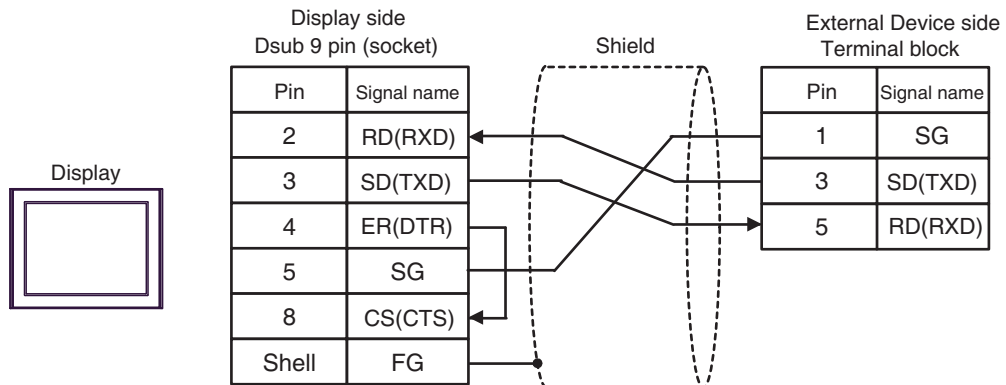 Display side
Dsub 9 pin (socket)
Shield
External Device side
Terminal block
Display
Pin Signal name
2 RD(RXD)
3 SD(TXD)
4 ER(DTR)
5 SG
8 CS(CTS)
Shell FG
Pin Signal name
1 SG
3 SD(TXD)
5 RD(RXD)